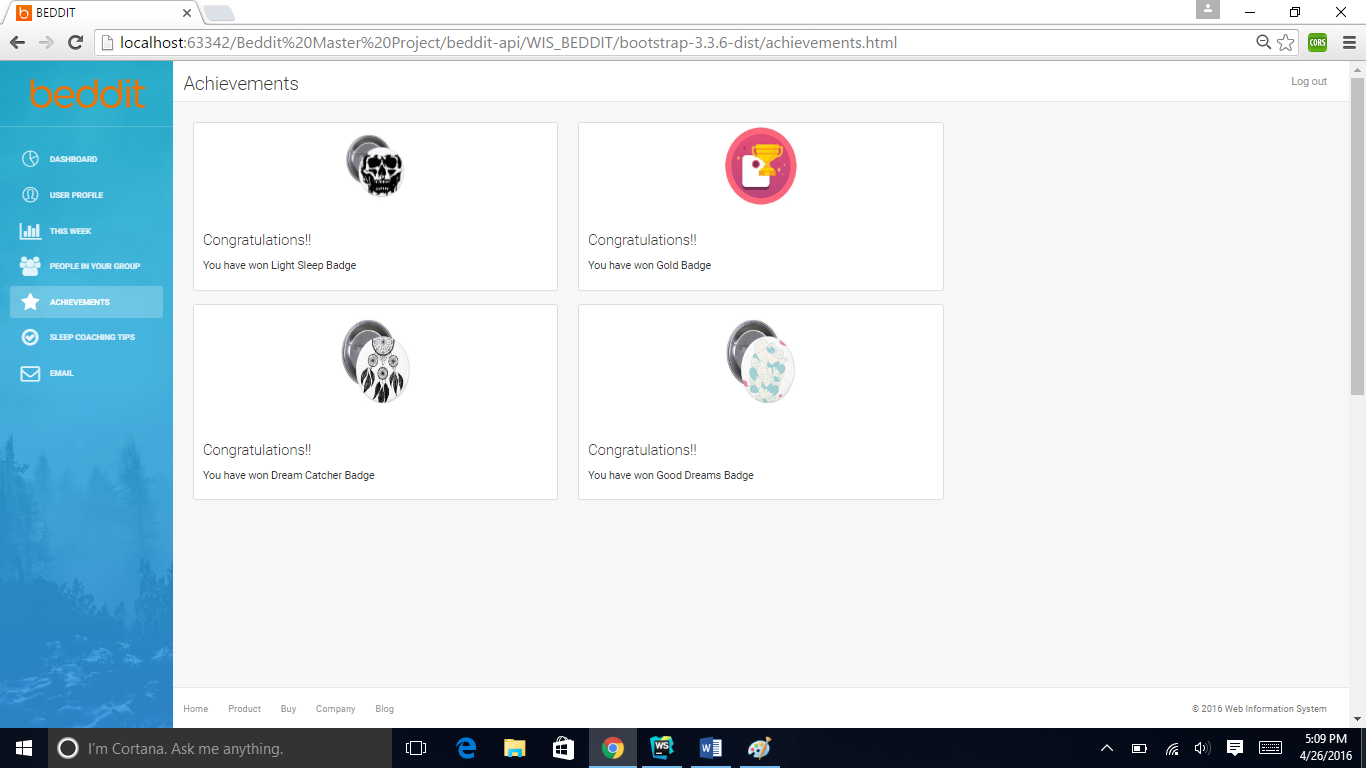 BEDDIT
localhost:63342/Beddit%20Master%20Project/beddit-api/WIS_BEDDIT/bootstrap-3.3.6-dist/achievements.html
CORS
beddit
DASHBOARD
USER PROFILE
THIS WEEK
PEOPLE IN YOUR GROUP
ACHIEVEMENTS
SLEEP COACHING TIPS
EMAIL
Achievements
Log out
Congratulations!!
You have won Light Sleep Badge
Congratulations!!
You have won Gold Badge
Congratulations!!
You have won Dream Catcher Badge
Congratulations!!
You have won Good Dreams Badge
Home Product Buy Company Blog
© 2016 Web Information System
I'm Cortana. Ask me anything.
WS
5:09 PM
4/26/2016